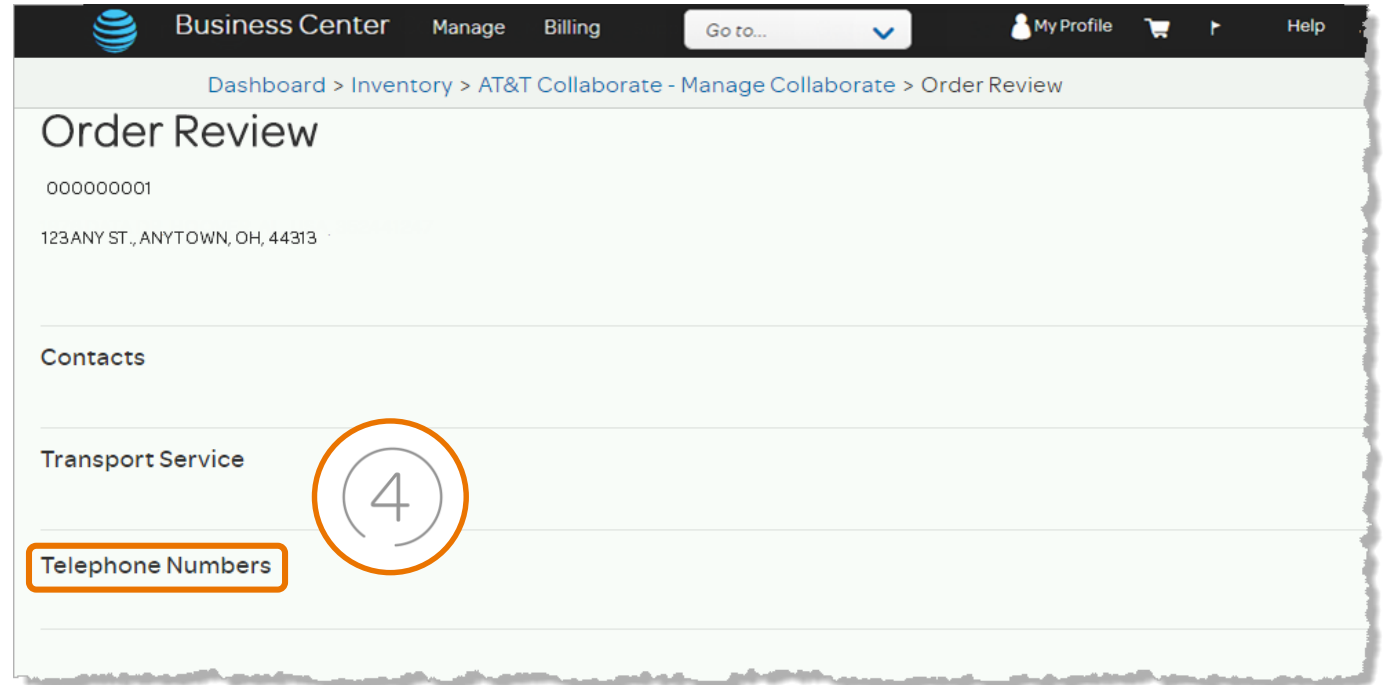 Business Center Manage Billing Go to... My Profile Help
Dashboard > Inventory > AT&T Collaborate - Manage Collaborate > Order Review
Order Review
000000001
123 ANY ST., ANYTOWN, OH, 44313
Contacts
Transport Service
4
Telephone Numbers